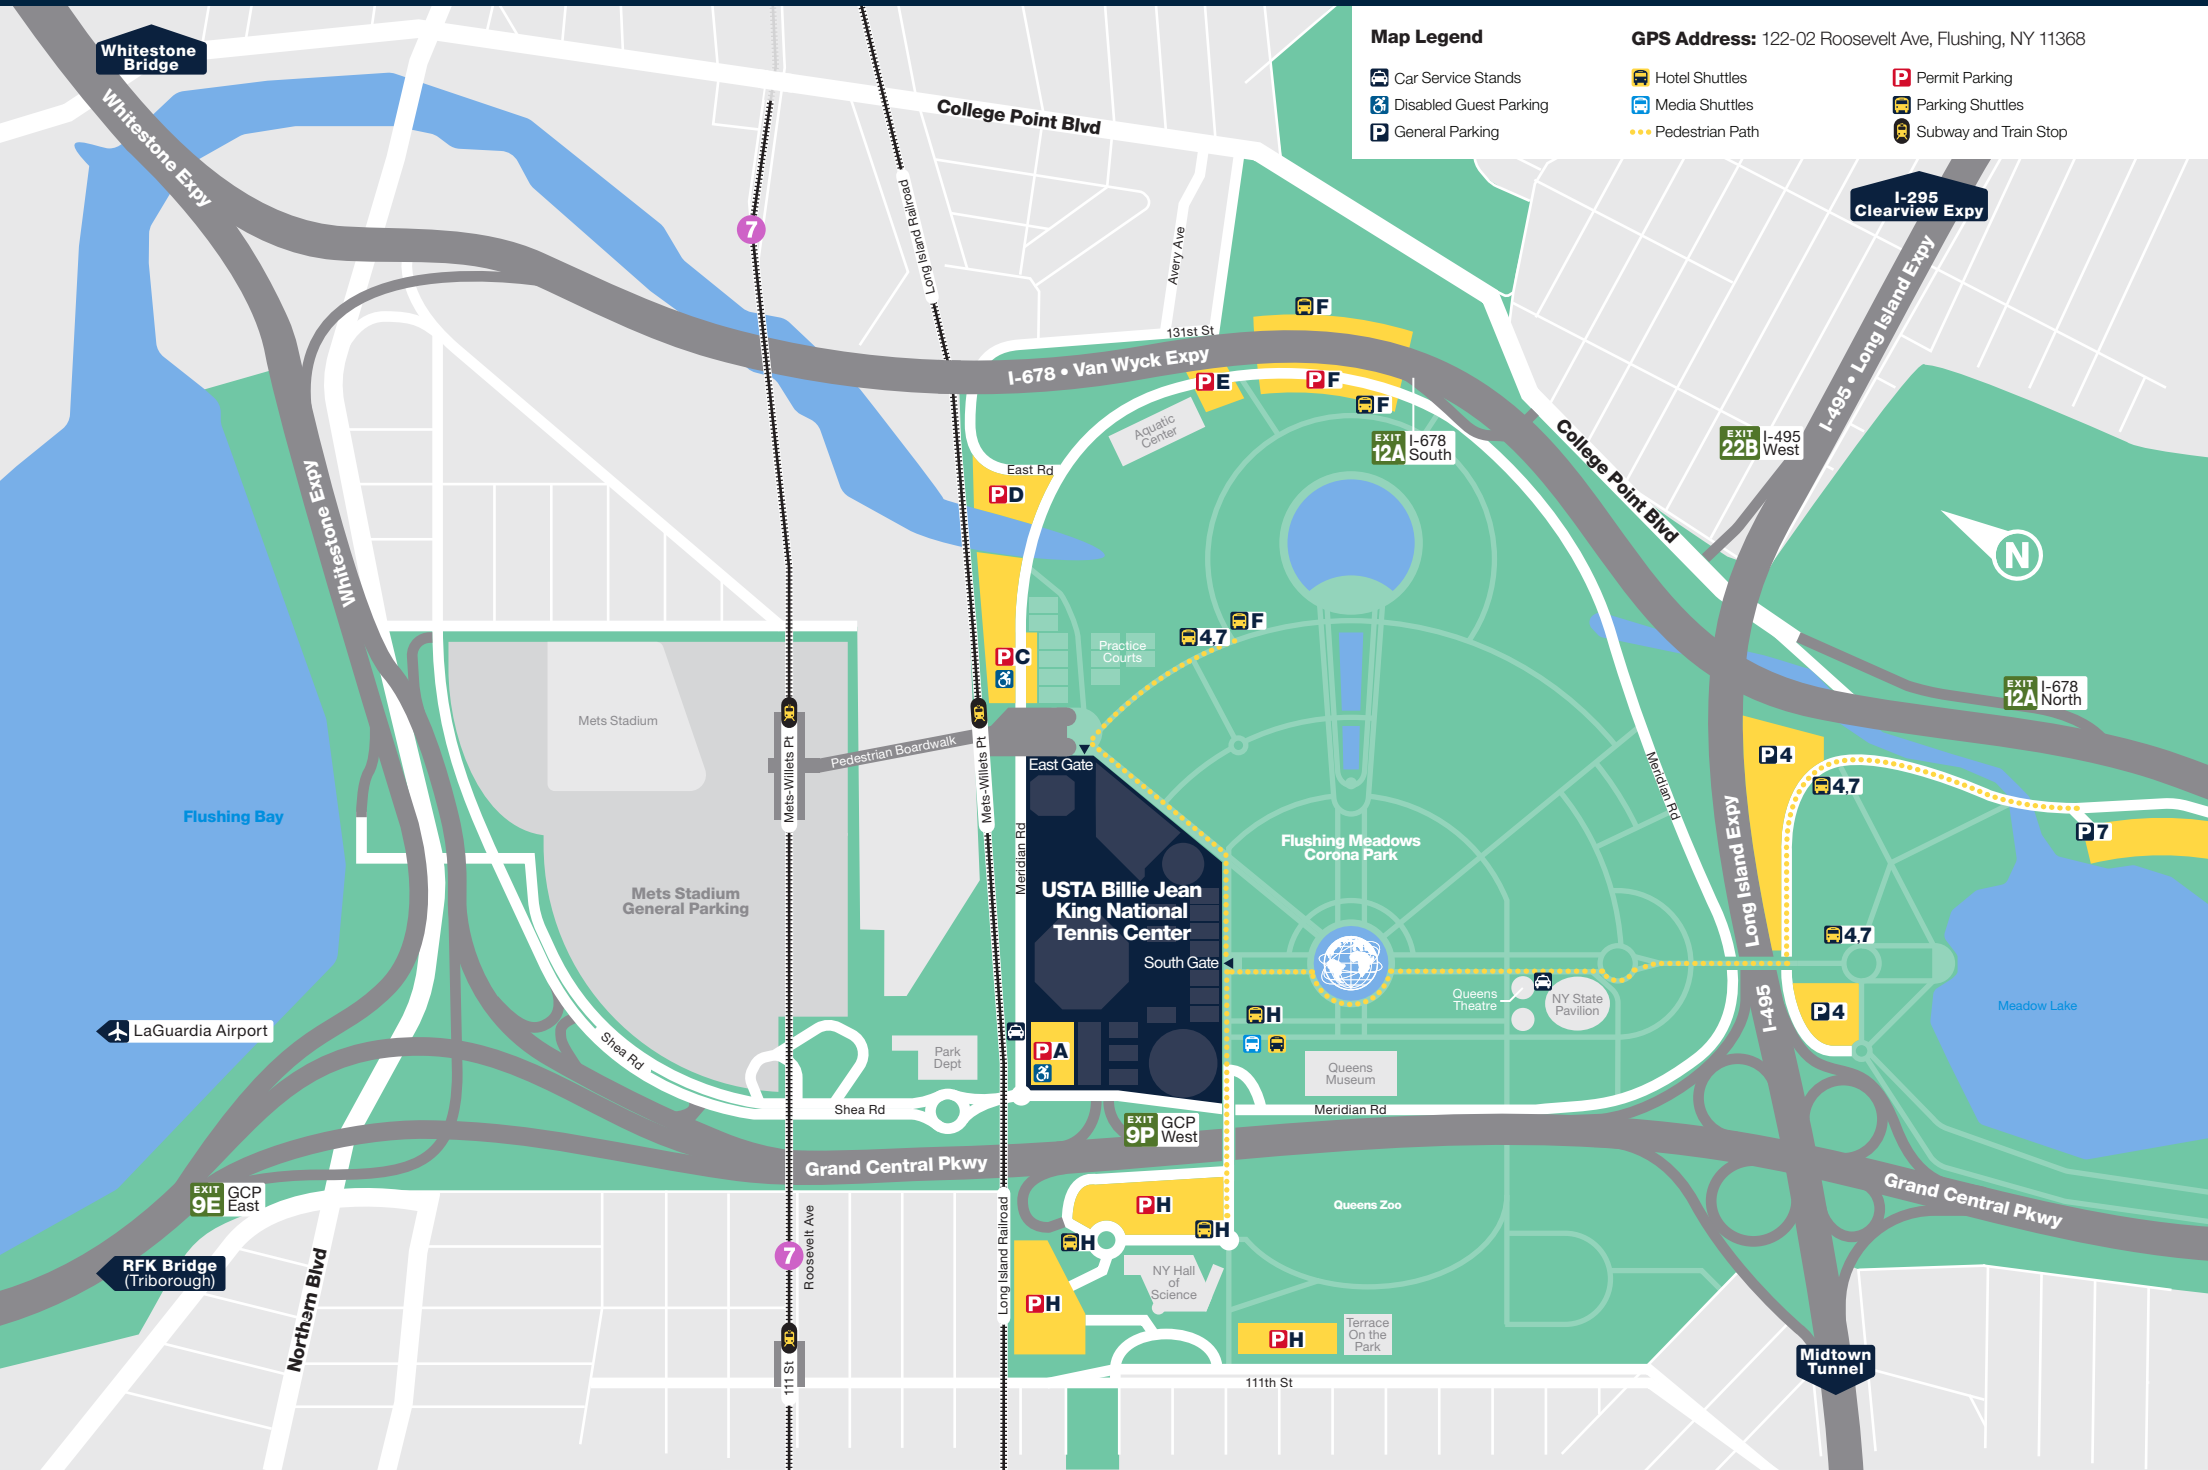 Whitestone
Bridge
Map Legend
GPS Address: 122-02 Roosevelt Ave, Flushing, NY 11368
Car Service Stands
Hotel Shuttles
P Permit Parking
Disabled Guest Parking
Media Shuttles
Parking Shuttles
P General Parking
Pedestrian Path
Subway and Train Stop
Whitestone Expy
College Point Blvd
I-295
Clearview Expy
Long Island Railroad
7
Avery Ave
I-495 • Long Island Expy
F
131st St
I-678 • Van Wyck Expy
P E
P F
F
Aquatic
Center
EXIT
12A
I-678
South
EXIT
22B
I-495
West
College Point Blvd
East Rd
P D
Whitestone Expy
N
F
4,7
Practice
Courts
P C
EXIT
12A
I-678
North
Mets Stadium
Mets-Willets Pt
Pedestrian Boardwalk
Mets-Willets Pt
East Gate
P 4
4,7
Meridian Rd
Flushing Bay
P 7
Meridian Rd
Flushing Meadows
Corona Park
Long Island Expy
Mets Stadium
General Parking
USTA Billie Jean
King National
Tennis Center
4,7
South Gate
Queens
Theatre
NY State
Pavilion
I-495
P 4
Meadow Lake
H
LaGuardia Airport
Shea Rd
Park
Dept
P A
Queens
Museum
Shea Rd
Meridian Rd
EXIT
9P
GCP
West
Grand Central Pkwy
EXIT
9E
GCP
East
P H
Queens Zoo
Grand Central Pkwy
H
H
RFK Bridge
(Triborough)
7
Roosevelt Ave
Long Island Railroad
NY Hall
of
Science
Northern Blvd
P H
P H
Terrace
On the
Park
Midtown
Tunnel
111 St
111th St